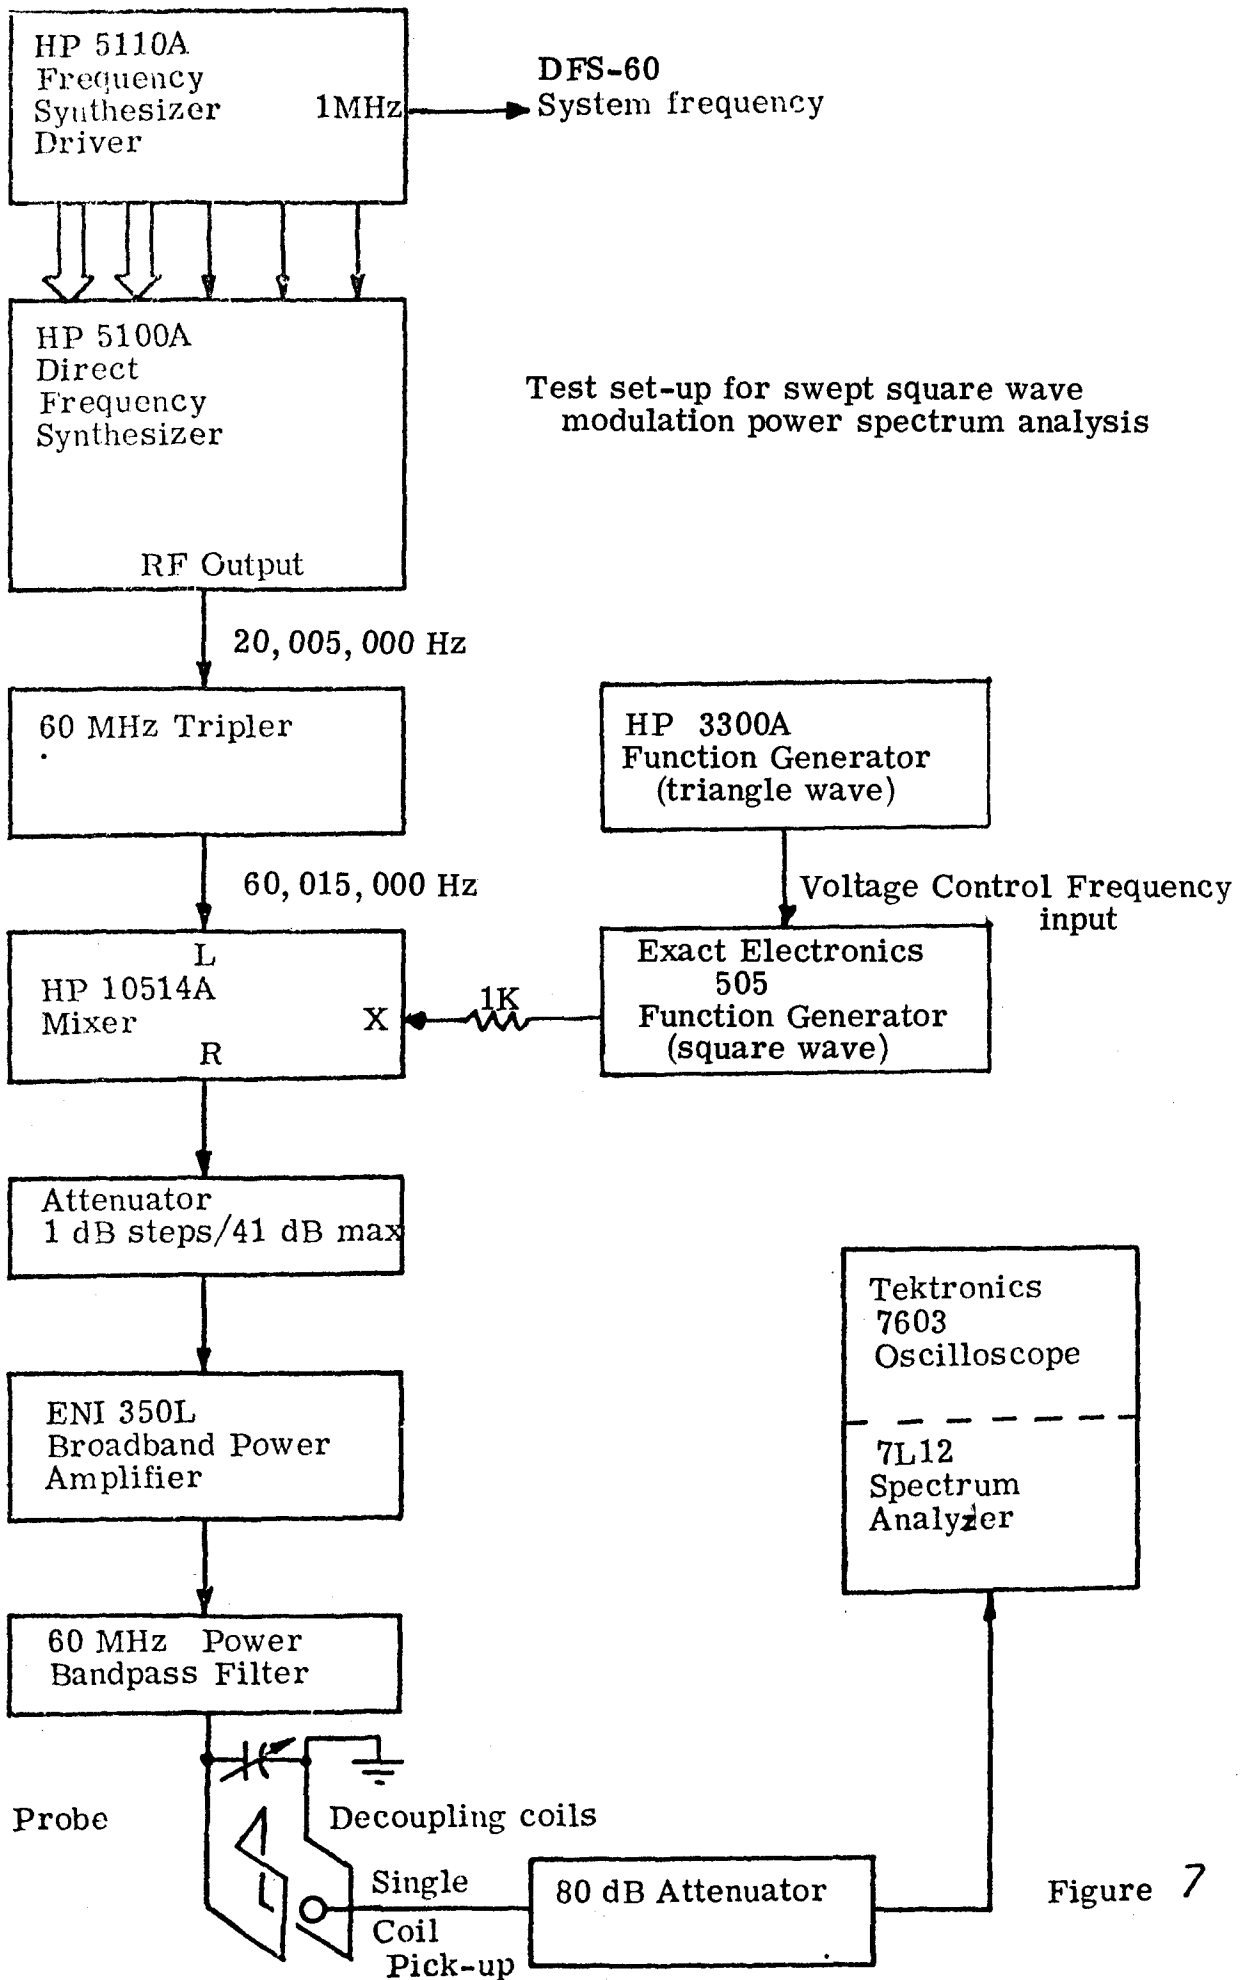 HP 5110A
Frequency
Synthesizer
Driver
1MHz
DFS-60
System frequency
HP 5100A
Direct
Frequency
Synthesizer
RF Output
Test set-up for swept square wave
modulation power spectrum analysis
20,005,000 Hz
60 MHz Tripler
HP 3300A
Function Generator
(triangle wave)
60,015,000 Hz
Voltage Control Frequency
input
L
HP 10514A
Mixer
X
R
1K
Exact Electronics
505
Function Generator
(square wave)
Attenuator
1 dB steps/41 dB max
Tektronics
7603
Oscilloscope
7L12
Spectrum
Analyzer
ENI 350L
Broadband Power
Amplifier
60 MHz Power
Bandpass Filter
Probe
Decoupling coils
Single
Coil
Pick-up
80 dB Attenuator
Figure 7